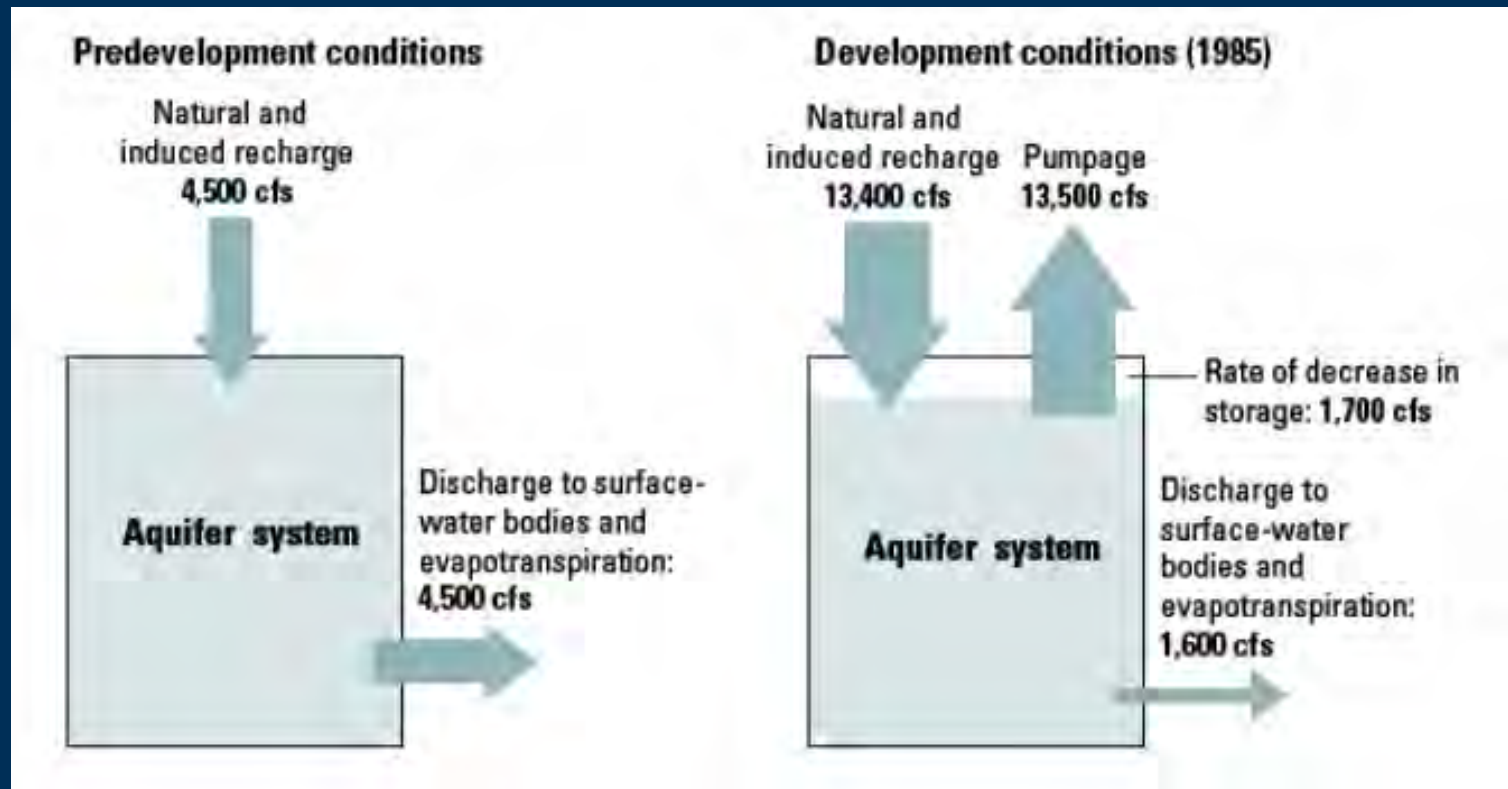 Predevelopment conditions
Natural and
induced recharge
4,500 cfs
Aquifer system
Discharge to surface-
water bodies and
evapotranspiration:
4,500 cfs
Development conditions (1985)
Natural and
induced recharge
13,400 cfs
Pumpage
13,500 cfs
Rate of decrease in
storage: 1,700 cfs
Aquifer system
Discharge to
surface-water
bodies and
evapotranspiration:
1,600 cfs